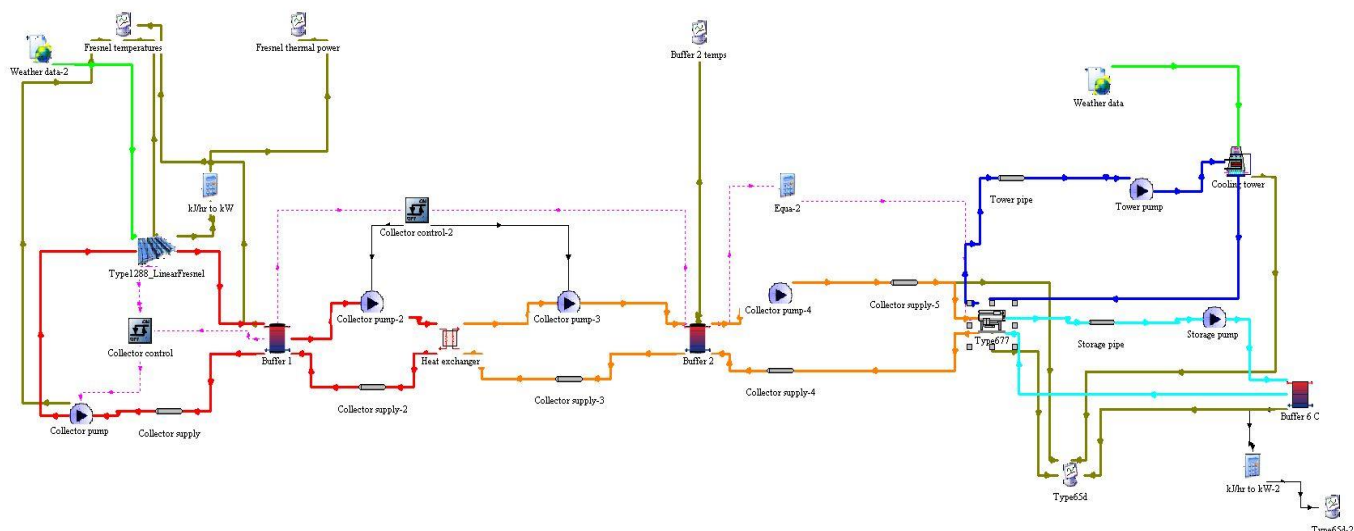 Fresnel temperatures
Fresnel thermal power
Buffer 2 temps
Weather data-2
Weather data
kJ/hr to kW
Equa-2
Cooling tower
Tower pipe
Tower pump
Collector control-2
Type1288_LinearFresnel
Collector pump-2
Collector pump-3
Collector pump-4
Collector supply-5
Collector control
Buffer 1
Heat exchanger
Buffer 2
Type677
Storage pipe
Storage pump
Collector supply-2
Collector supply-3
Collector supply-4
Collector pump
Collector supply
Buffer 6 C
Type65d
kJ/hr to kW-2
Type65d-2